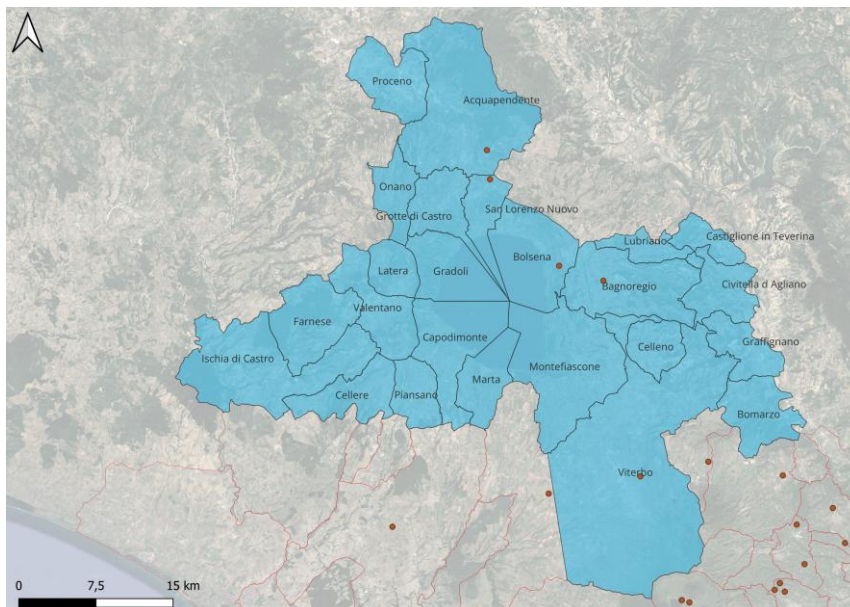 Proceno
Acquapendente
Onano
Grotte di Castro
San Lorenzo Nuovo
Castiglione in Teverina
Lubriano
Bolsena
Latera
Gradoli
Bagnoregio
Civitella d Agliano
Valentano
Farnese
Capodimonte
Graffignano
Celleno
Ischia di Castro
Montefiascone
Marta
Cellere
Piansano
Bomarzo
Viterbo
0 7,5 15 km